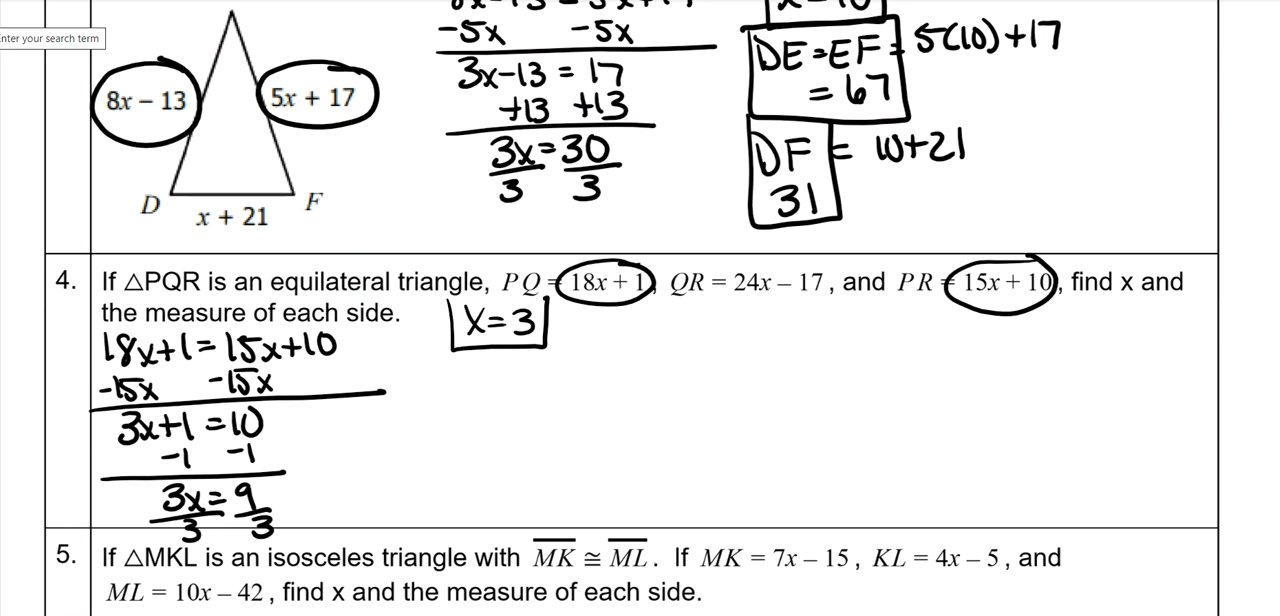 Enter your search term
8x − 13
5x + 17
D
F
x + 21
-5x -5x
3x-13 = 17
+13 +13
3x = 30
3 3
DE = EF = 5(10)+17
= 67
DF = 10+21
31
4. If △PQR is an equilateral triangle, PQ = 18x + 1, QR = 24x − 17, and PR = 15x + 10, find x and
the measure of each side.
x=3
18x+1=15x+10
-15x -15x
3x+1=10
-1 -1
3x=9
3 3
5. If △MKL is an isosceles triangle with MK ≅ ML. If MK = 7x − 15, KL = 4x − 5, and
ML = 10x − 42, find x and the measure of each side.